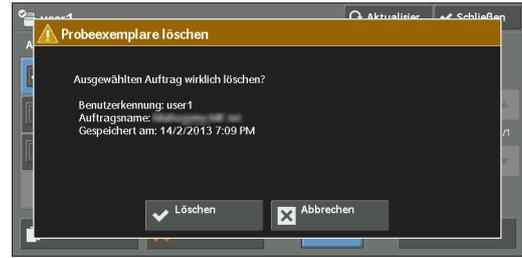 user1
Aktualisier
Schließen
Probeexemplare löschen
A
Ausgewählten Auftrag wirklich löschen?
Benutzerkennung: user1
Auftragsname:
Gespeichert am: 14/2/2013 7:09 PM
/1
Löschen
Abbrechen